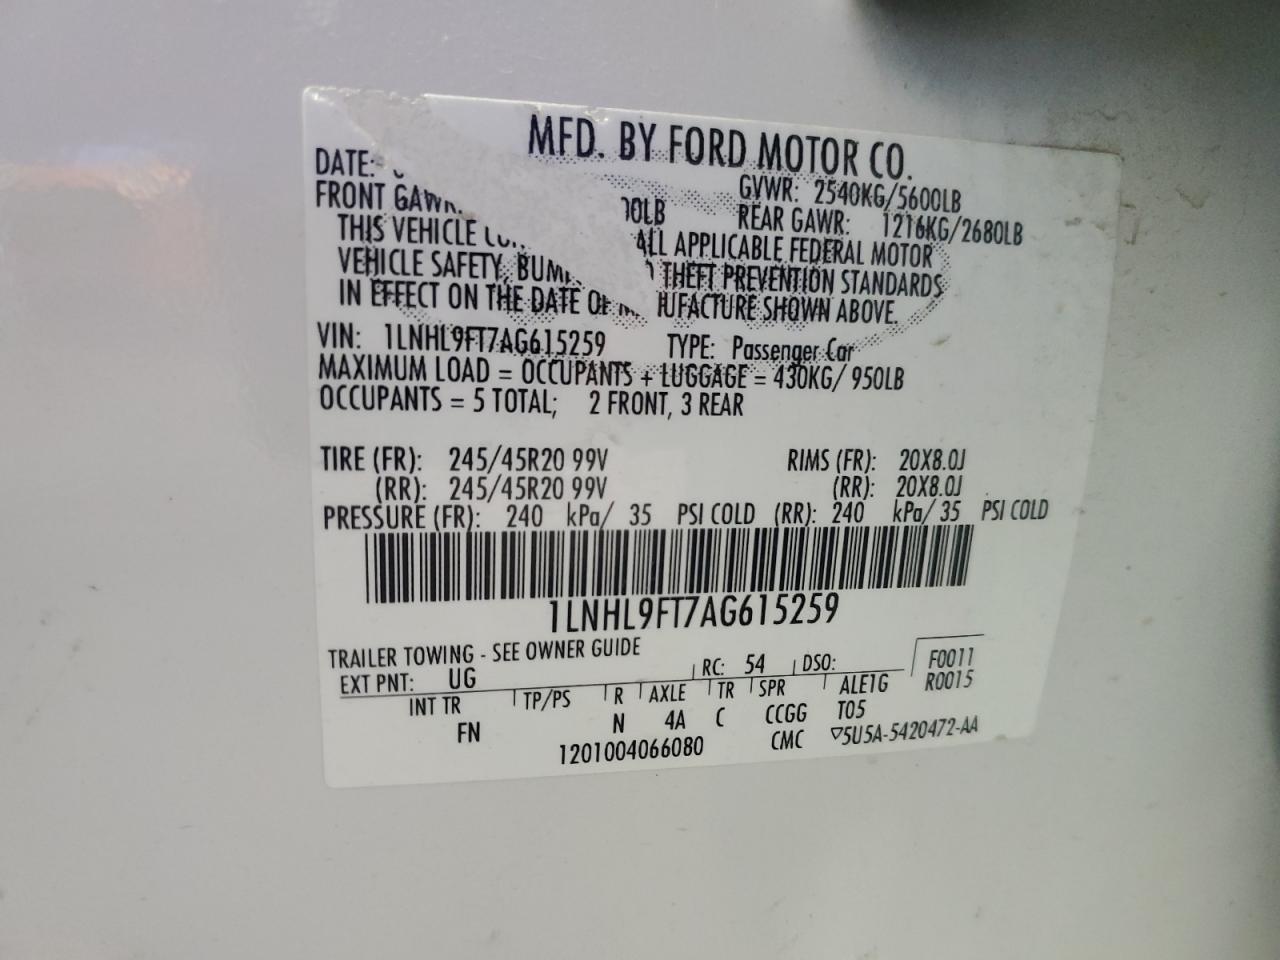 MFD. BY FORD MOTOR CO.
DATE: GVWR: 2540KG/5600LB
FRONT GAWR: 00LB REAR GAWR: 1216KG/2680LB
THIS VEHICLE ALL APPLICABLE FEDERAL MOTOR
VEHICLE SAFETY, THEFT PREVENTION STANDARDS
IN EFFECT ON THE DATE OF SHOWN ABOVE.
VIN: 1LNHL9FT7AG615259 TYPE: Passenger Car
MAXIMUM LOAD = OCCUPANTS + LUGGAGE = 430KG/ 950LB
OCCUPANTS = 5 TOTAL; 2 FRONT, 3 REAR
TIRE (FR): 245/45R20 99V RIMS (FR): 20X8.0J
(RR): 245/45R20 99V (RR): 20X8.0J
PRESSURE (FR): 240 kPa/ 35 PSI COLD (RR): 240 kPa/ 35 PSI COLD
1LNHL9FT7AG615259
TRAILER TOWING - SEE OWNER GUIDE
EXT PNT: UG RC: 54 DSO: F0011
INT TR TP/PS R AXLE TR SPR ALE1G R0015
FN N 4A C CCGG T05
1201004066080 CMC ▽5U5A-5420472-AA